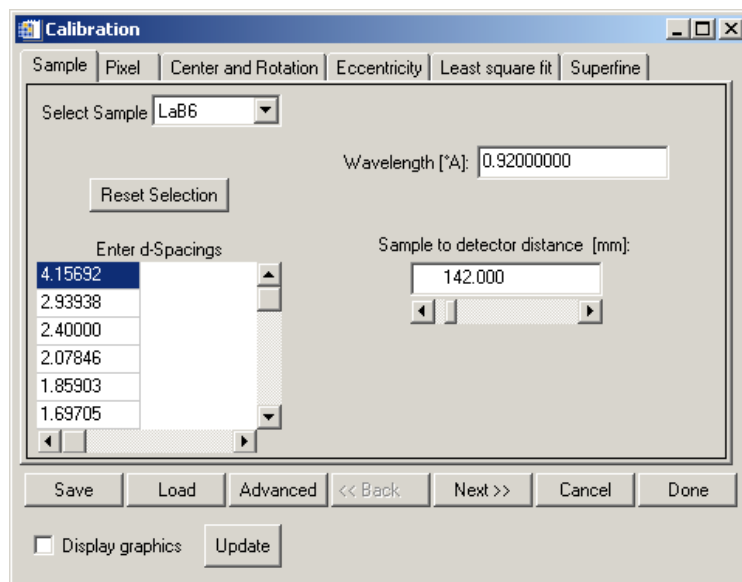 Calibration
Sample Pixel Center and Rotation Eccentricity Least square fit Superfine
Select Sample LaB6
Wavelength [°A]: 0.92000000
Reset Selection
Enter d-Spacings
Sample to detector distance [mm]:
4.15692
142.000
2.93938
2.40000
2.07846
1.85903
1.69705
Save Load Advanced << Back Next >> Cancel Done
Display graphics Update